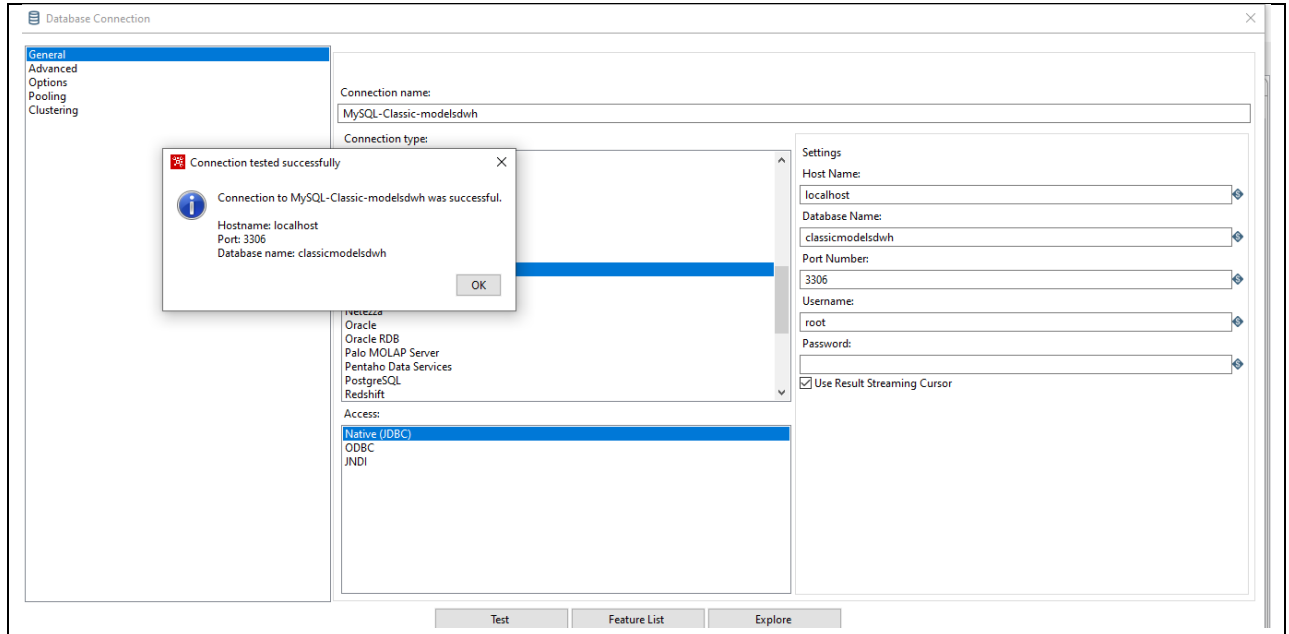 Database Connection
General
Advanced
Options
Pooling
Clustering
Connection name:
MySQL-Classic-modelsdwh
Connection type:
Connection tested successfully
Connection to MySQL-Classic-modelsdwh was successful.
Hostname: localhost
Port: 3306
Database name: classicmodelsdwh
OK
Netezza
Oracle
Oracle RDB
Palo MOLAP Server
Pentaho Data Services
PostgreSQL
Redshift
Access:
Native (JDBC)
ODBC
JNDI
Settings
Host Name:
localhost
Database Name:
classicmodelsdwh
Port Number:
3306
Username:
root
Password:
Use Result Streaming Cursor
Test
Feature List
Explore